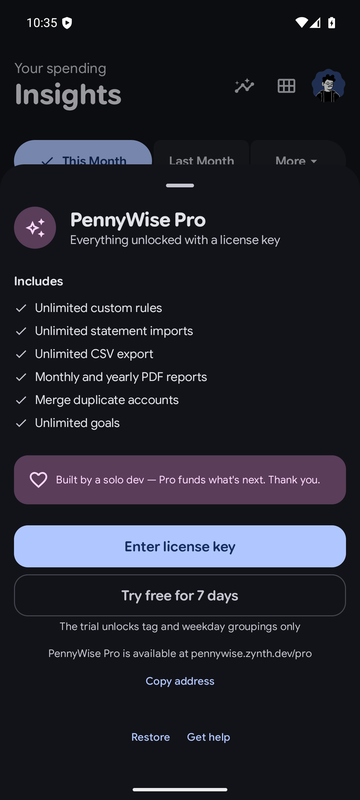 10:35
Your spending
Insights
This Month
Last Month
More
PennyWise Pro
Everything unlocked with a license key
Includes
Unlimited custom rules
Unlimited statement imports
Unlimited CSV export
Monthly and yearly PDF reports
Merge duplicate accounts
Unlimited goals
Built by a solo dev — Pro funds what's next. Thank you.
Enter license key
Try free for 7 days
The trial unlocks tag and weekday groupings only
PennyWise Pro is available at pennywise.zynth.dev/pro
Copy address
Restore Get help